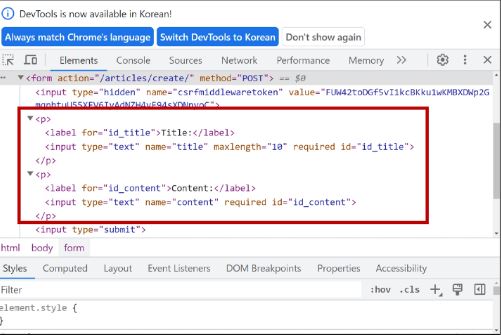 DevTools is now available in Korean!
Always match Chrome's language Switch DevTools to Korean Don't show again
Elements Console Sources Network Performance Memory
<form action="/articles/create/" method="POST"> == $0
<input type="hidden" name="csrfmiddlewaretoken" value="
<p>
<label for="id_title">Title:</label>
<input type="text" name="title" maxlength="10" required id="id_title">
</p>
<p>
<label for="id_content">Content:</label>
<input type="text" name="content" required id="id_content">
</p>
<input type="submit">
html body form
Styles Computed Layout Event Listeners DOM Breakpoints Properties Accessibility
Filter :hov .cls
element.style {
}